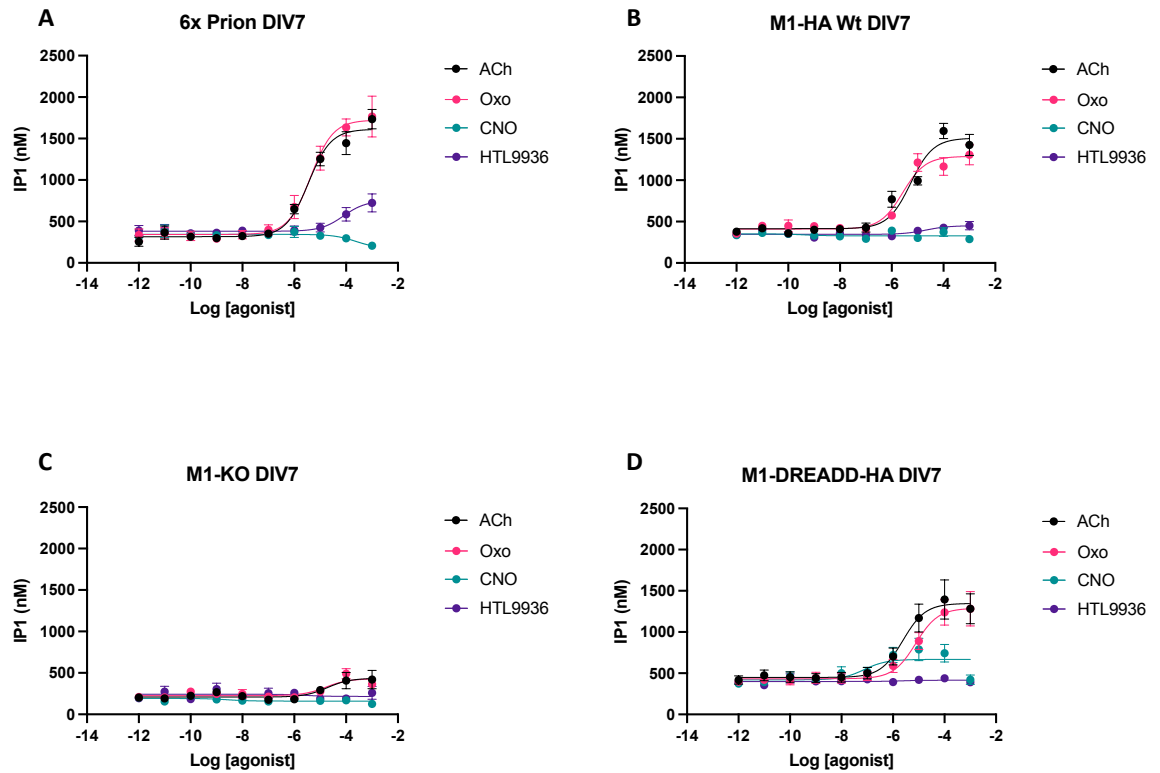 A
6x Prion DIV7
2500
2000
1500
1000
500
0
IP1 (nM)
-14
-12
-10
-8
-6
-4
-2
Log [agonist]
ACh
Oxo
CNO
HTL9936
B
M1-HA Wt DIV7
2500
2000
1500
1000
500
0
IP1 (nM)
-14
-12
-10
-8
-6
-4
-2
Log [agonist]
ACh
Oxo
CNO
HTL9936
C
M1-KO DIV7
2500
2000
1500
1000
500
0
IP1 (nM)
-14
-12
-10
-8
-6
-4
-2
Log [agonist]
ACh
Oxo
CNO
HTL9936
D
M1-DREADD-HA DIV7
2500
2000
1500
1000
500
0
IP1 (nM)
-14
-12
-10
-8
-6
-4
-2
Log [agonist]
ACh
Oxo
CNO
HTL9936